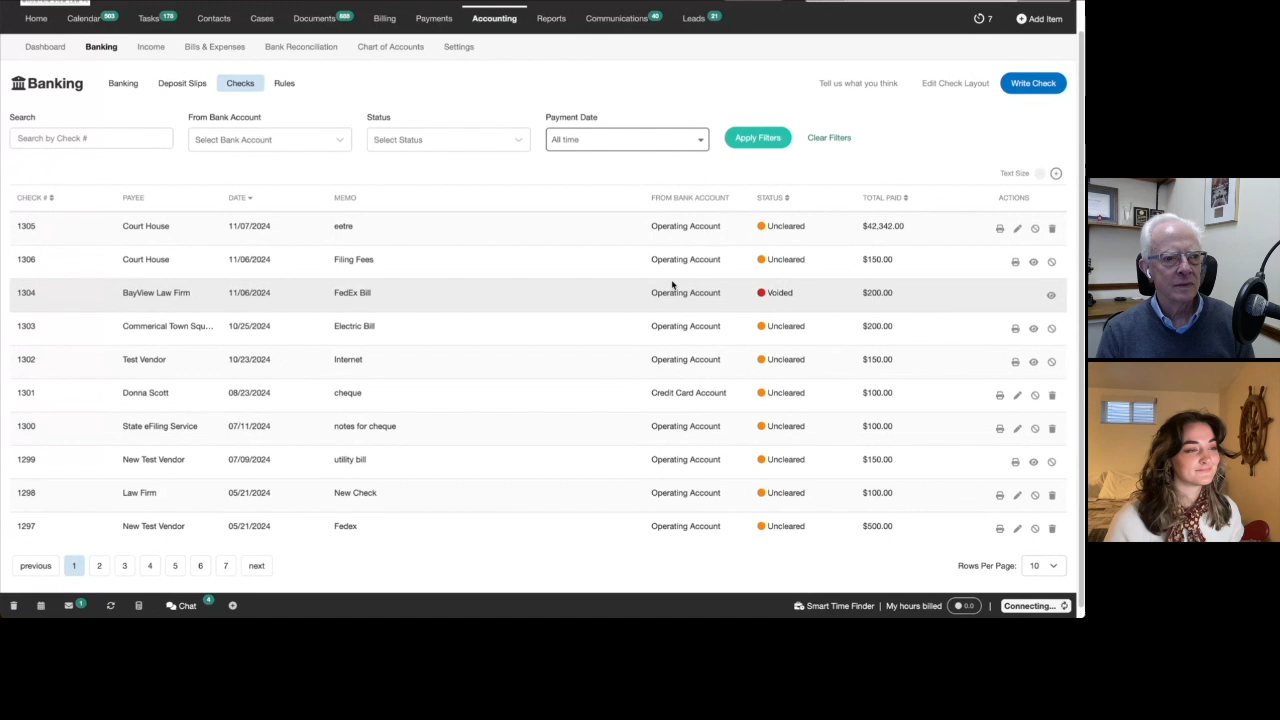 Home Calendar 503 Tasks 178 Contacts Cases Documents 688 Billing Payments Accounting Reports Communications 40 Leads 21 7 Add Item
Dashboard Banking Income Bills & Expenses Bank Reconciliation Chart of Accounts Settings
Banking Banking Deposit Slips Checks Rules Tell us what you think Edit Check Layout Write Check
Search From Bank Account Status Payment Date
Search by Check # Select Bank Account Select Status All time Apply Filters Clear Filters
Text Size
CHECK # PAYEE DATE MEMO FROM BANK ACCOUNT STATUS TOTAL PAID ACTIONS
1305 Court House 11/07/2024 eetre Operating Account Uncleared $42,342.00
1306 Court House 11/06/2024 Filing Fees Operating Account Uncleared $150.00
1304 BayView Law Firm 11/06/2024 FedEx Bill Operating Account Voided $200.00
1303 Commerical Town Squ... 10/25/2024 Electric Bill Operating Account Uncleared $200.00
1302 Test Vendor 10/23/2024 Internet Operating Account Uncleared $150.00
1301 Donna Scott 08/23/2024 cheque Credit Card Account Uncleared $100.00
1300 State eFiling Service 07/11/2024 notes for cheque Operating Account Uncleared $100.00
1299 New Test Vendor 07/09/2024 utility bill Operating Account Uncleared $150.00
1298 Law Firm 05/21/2024 New Check Operating Account Uncleared $100.00
1297 New Test Vendor 05/21/2024 Fedex Operating Account Uncleared $500.00
previous 1 2 3 4 5 6 7 next Rows Per Page: 10
1 Chat 4 Smart Time Finder | My hours billed 0.0 | Connecting...